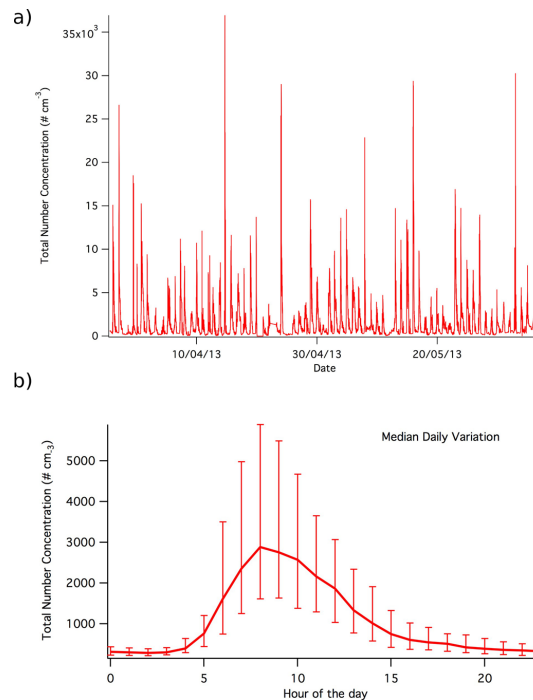 a)
35x10³
30
25
20
15
10
5
0
Total Number Concentration (# cm⁻³)
10/04/13
30/04/13
20/05/13
Date
b)
Median Daily Variation
5000
4000
3000
2000
1000
Total Number Concentration (# cm₋₃)
0
5
10
15
20
Hour of the day